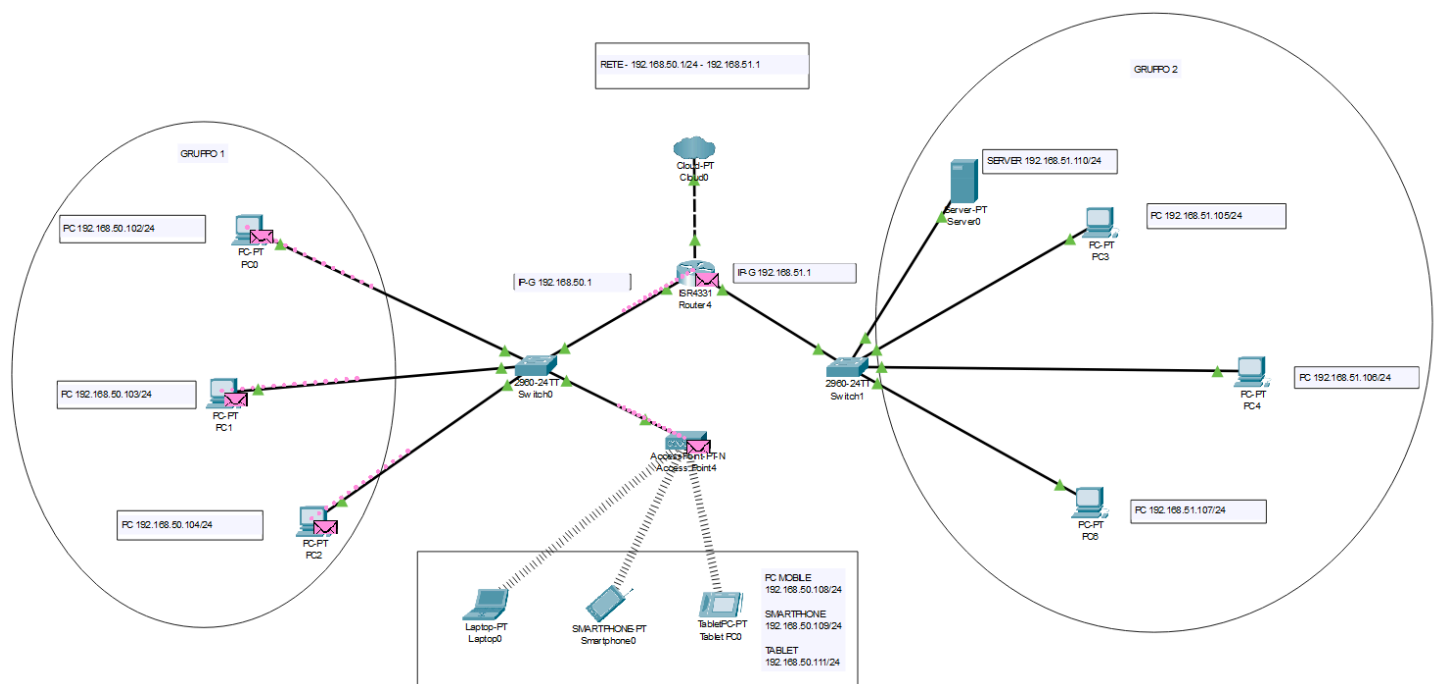 RETE - 192.168.50.1/24 - 192.168.51.1
GRUPPO 1
PC 192.168.50.102/24
PC-PT
PC0
PC 192.168.50.103/24
PC-PT
PC1
PC 192.168.50.104/24
PC-PT
PC2
Cloud-PT
Cloud0
IP-G 192.168.50.1
IP-G 192.168.51.1
ISR4331
Router4
2960-24TT
Switch0
2960-24TT
Switch1
AccessPoint-PT-N
Access Point4
Laptop-PT
Laptop0
SMARTPHONE-PT
Smartphone0
TabletPC-PT
Tablet PC0
PC MOBILE
192.168.50.108/24
SMARTPHONE
192.168.50.109/24
TABLET
192.168.50.111/24
GRUPPO 2
SERVER 192.168.51.110/24
Server-PT
Server0
PC 192.168.51.105/24
PC-PT
PC3
PC 192.168.51.106/24
PC-PT
PC4
PC 192.168.51.107/24
PC-PT
PC6